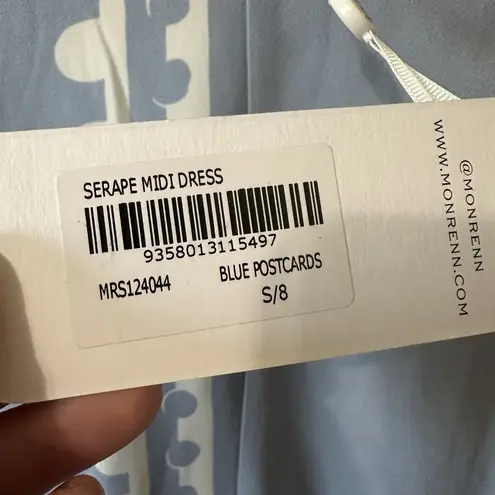 SERAPE MIDI DRESS
9358013115497
MRS124044 BLUE POSTCARDS
S/8
@MONRENN
WWW.MONRENN.COM